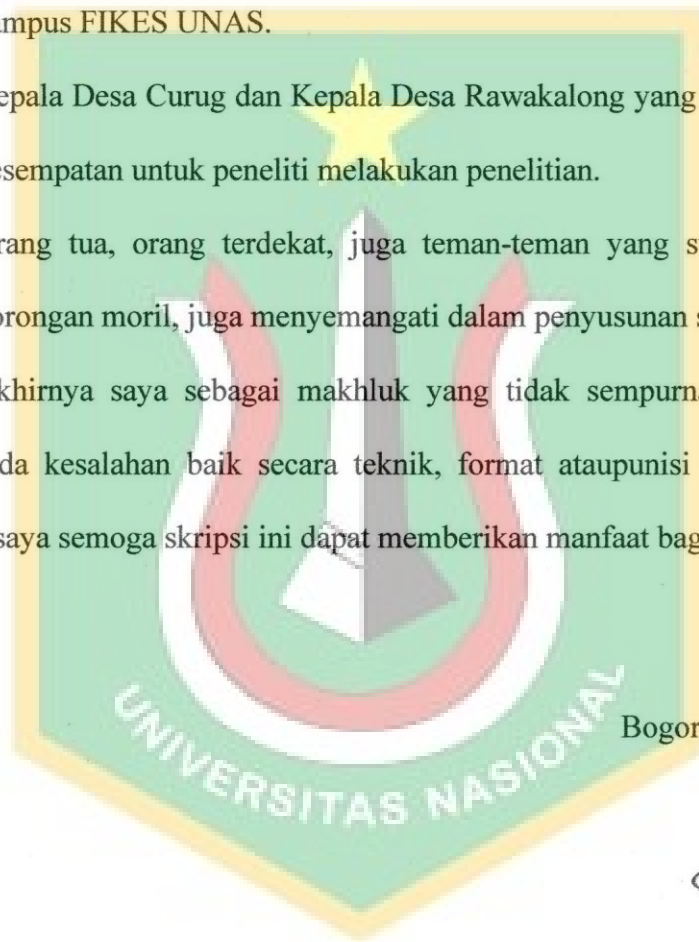 ampus FIKES UNAS.
epala Desa Curug dan Kepala Desa Rawakalong yang
esempatan untuk peneliti melakukan penelitian.
rang tua, orang terdekat, juga teman-teman yang s
orongan moril, juga menyemangati dalam penyusunan s
khirnya saya sebagai makhluk yang tidak sempurna
da kesalahan baik secara teknik, format ataupunisi
saya semoga skripsi ini dapat memberikan manfaat bag
Bogor
UNIVERSITAS NASIONAL